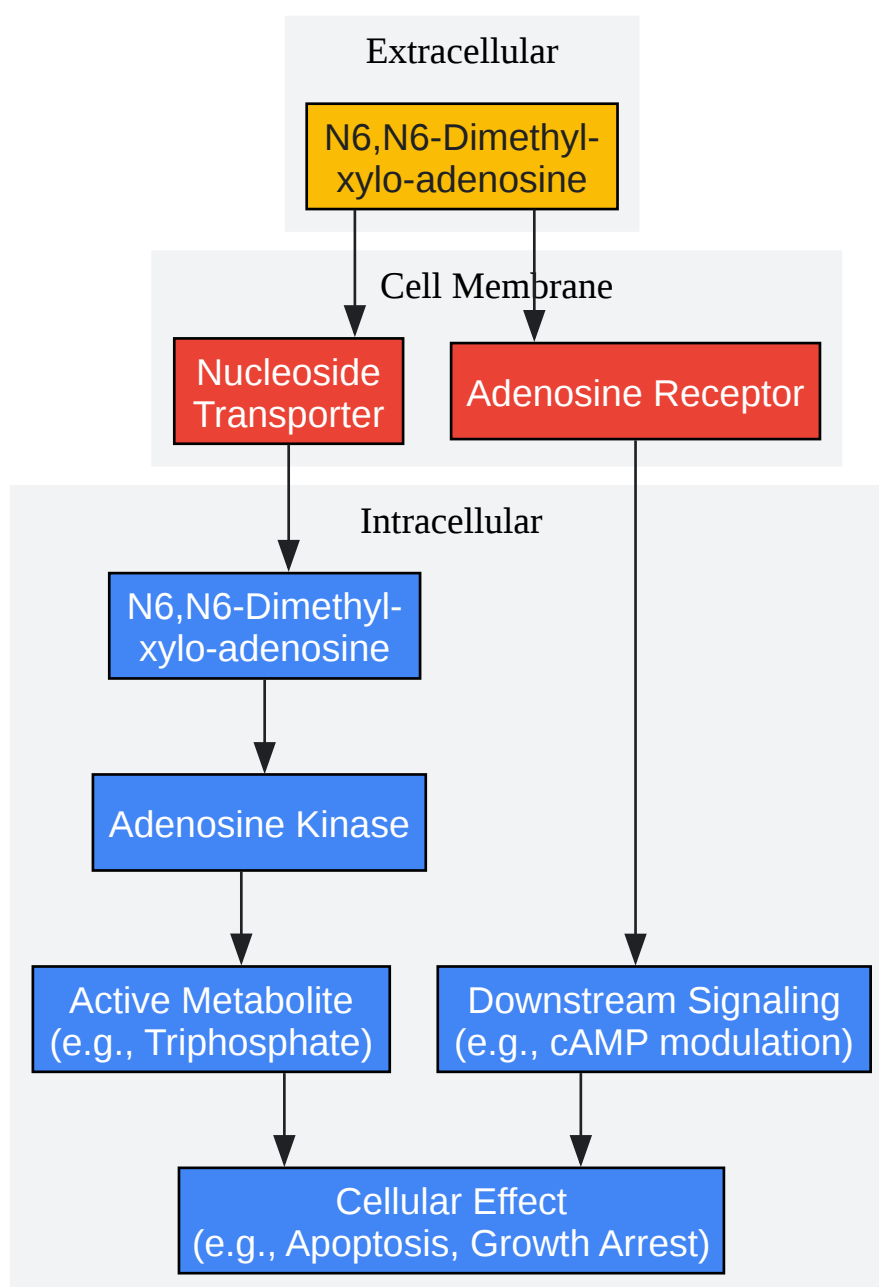 Extracellular
N6,N6-Dimethyl-
xylo-adenosine
Cell Membrane
Nucleoside
Transporter
Adenosine Receptor
Intracellular
N6,N6-Dimethyl-
xylo-adenosine
Adenosine Kinase
Active Metabolite
(e.g., Triphosphate)
Downstream Signaling
(e.g., cAMP modulation)
Cellular Effect
(e.g., Apoptosis, Growth Arrest)